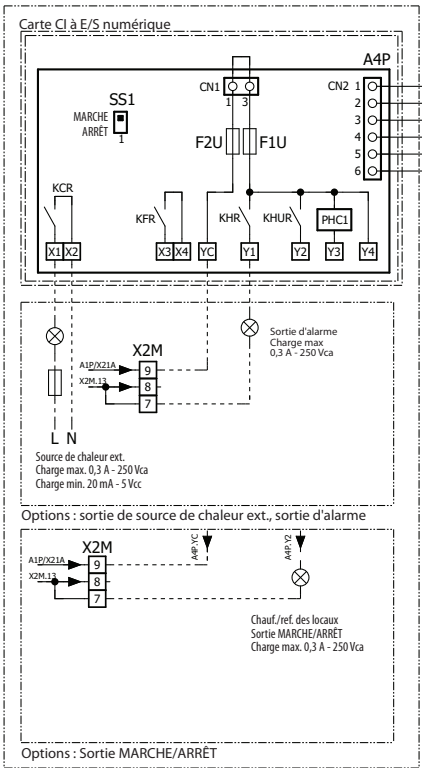 Carte CI à E/S numérique
A4P
CN1
1 3
CN2 1
2
3
4
5
6
SS1
MARCHE
ARRÊT
1
F2U F1U
KCR
KFR
KHR
KHUR
PHC1
X1 X2 X3 X4 YC Y1 Y2 Y3 Y4
Sortie d'alarme
Charge max
0,3 A - 250 Vca
X2M
A1P/X21A
9
X2M.13
8
7
L N
Source de chaleur ext.
Charge max. 0,3 A - 250 Vca
Charge min. 20 mA - 5 Vcc
Options : sortie de source de chaleur ext., sortie d'alarme
X2M
A4P.YC
A4P.Y2
A1P/X21A
9
X2M.13
8
7
Chauf./ref. des locaux
Sortie MARCHE/ARRÊT
Charge max. 0,3 A - 250 Vca
Options : Sortie MARCHE/ARRÊT